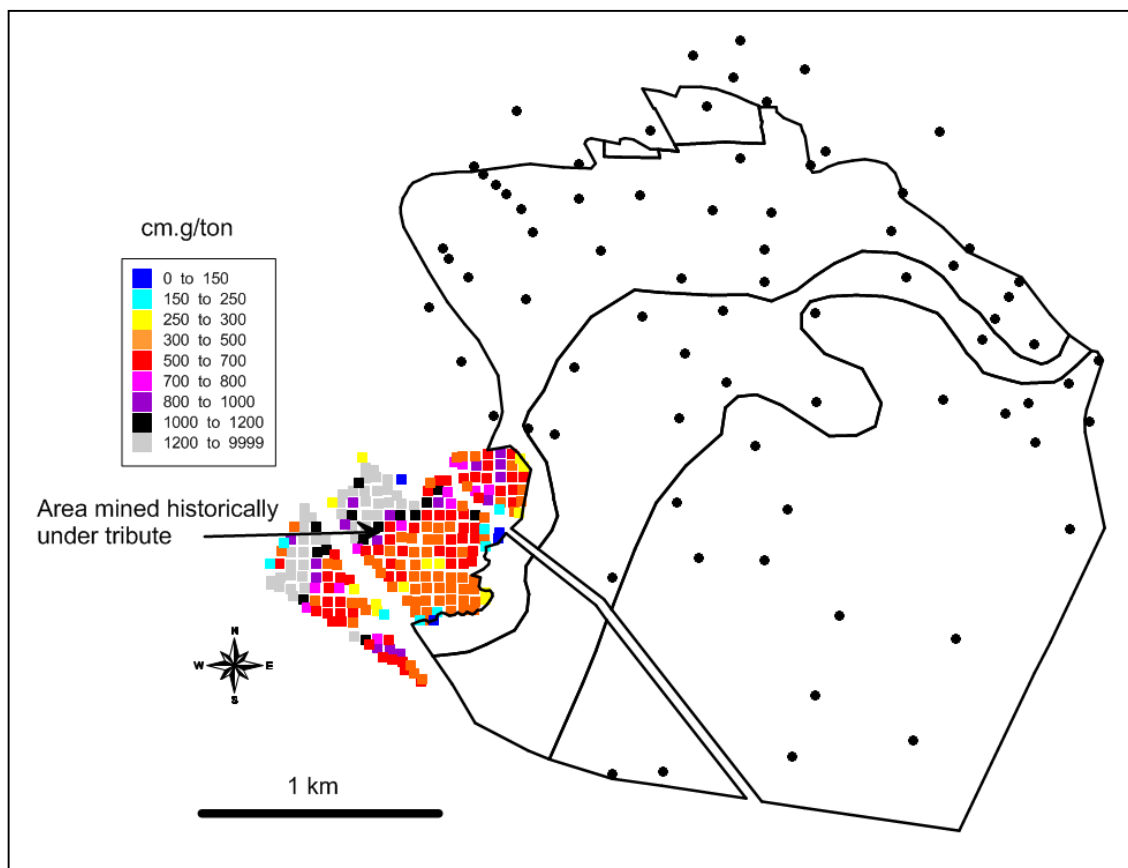 cm.g/ton
0 to 150
150 to 250
250 to 300
300 to 500
500 to 700
700 to 800
800 to 1000
1000 to 1200
1200 to 9999
Area mined historically
under tribute
N
W E
S
1 km